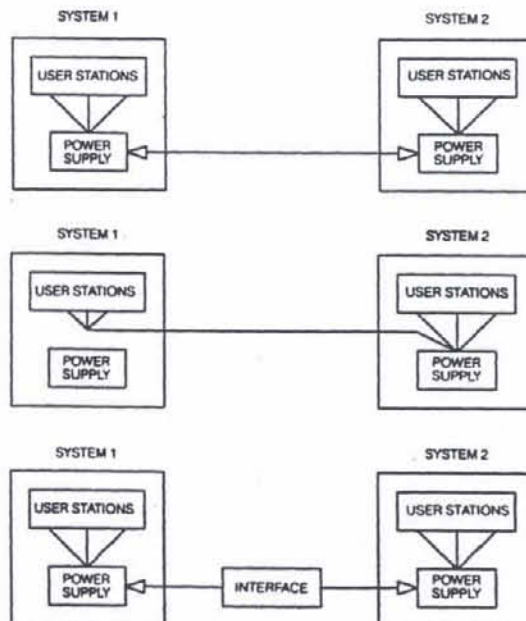 SYSTEM 1
SYSTEM 2
USER STATIONS
USER STATIONS
POWER
SUPPLY
POWER
SUPPLY
SYSTEM 1
SYSTEM 2
USER STATIONS
USER STATIONS
POWER
SUPPLY
POWER
SUPPLY
SYSTEM 1
SYSTEM 2
USER STATIONS
USER STATIONS
POWER
SUPPLY
INTERFACE
POWER
SUPPLY